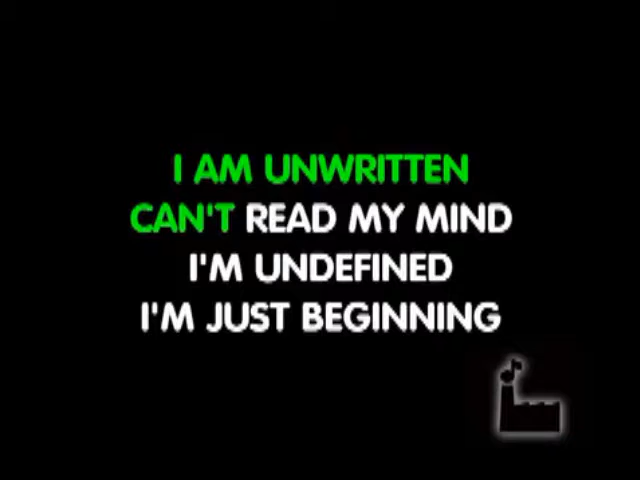 I AM UNWRITTEN
CAN'T READ MY MIND
I'M UNDEFINED
I'M JUST BEGINNING